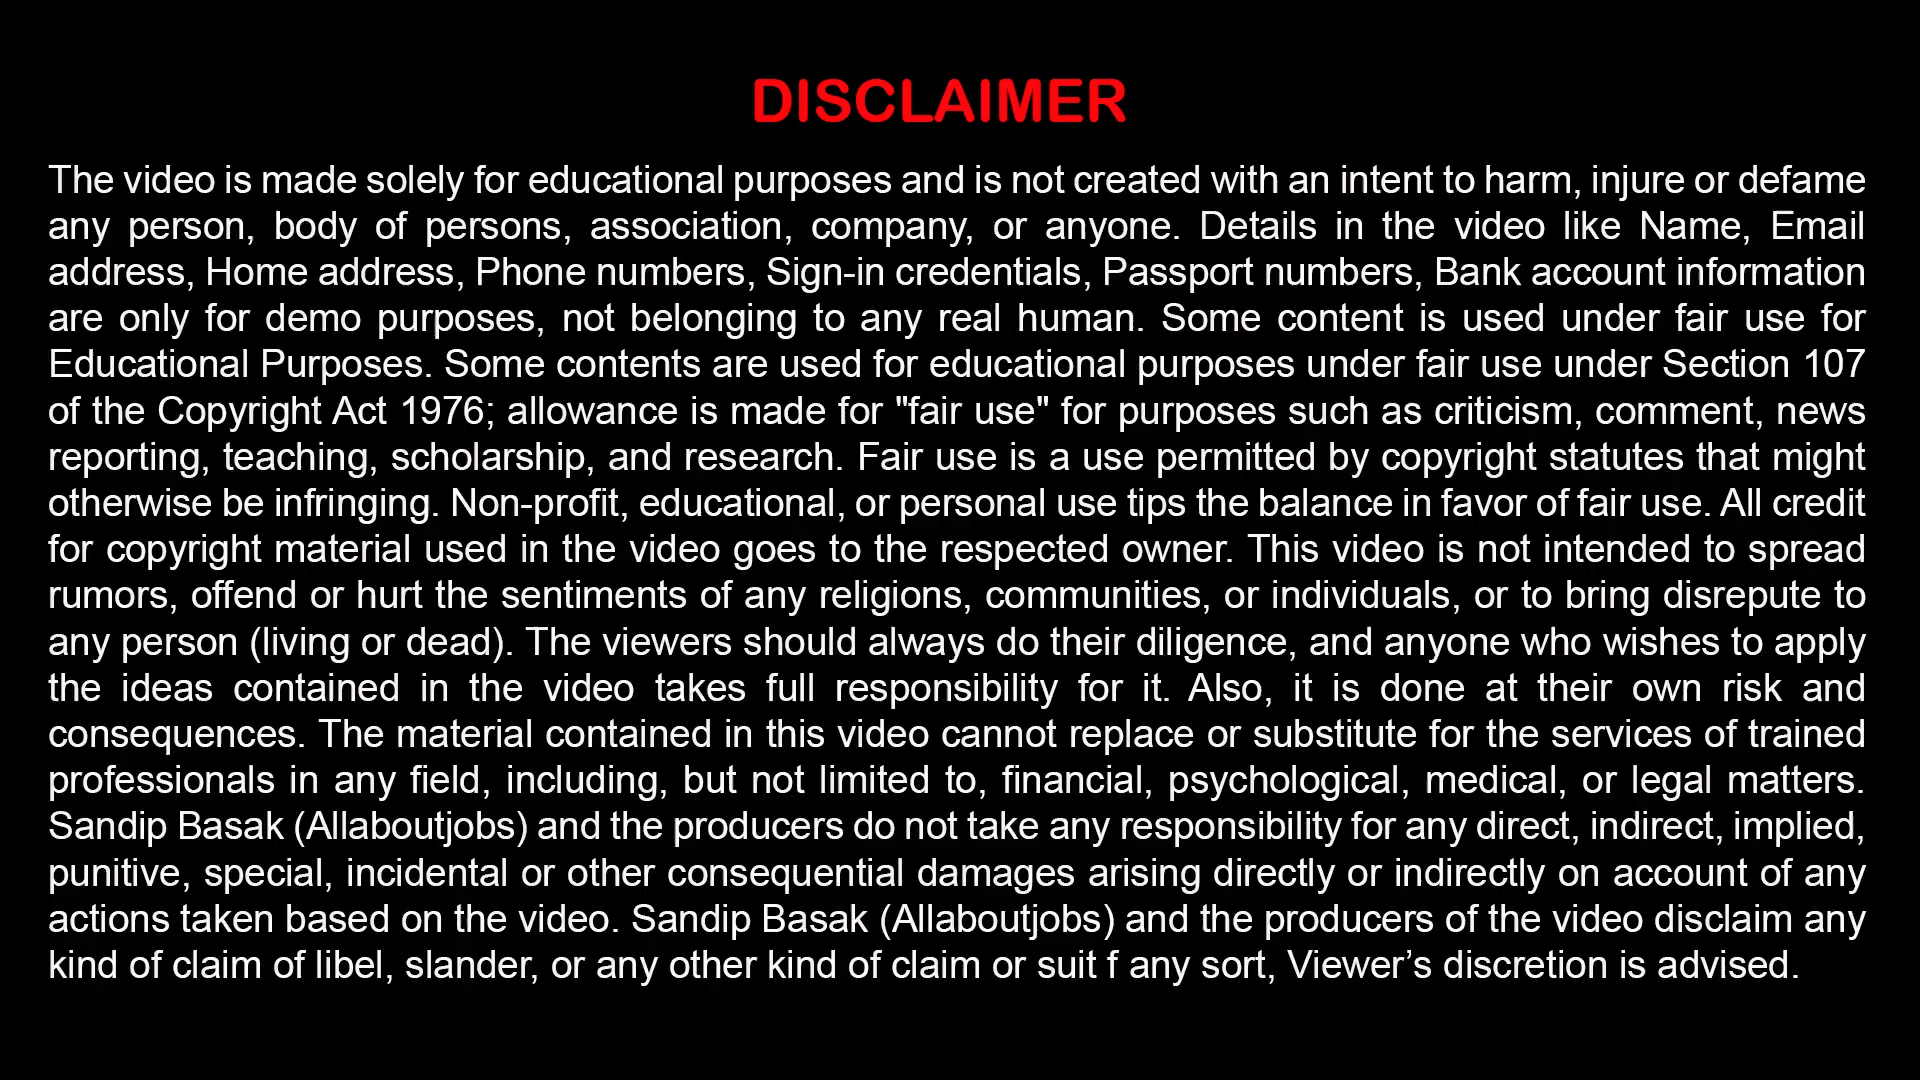 DISCLAIMER
The video is made solely for educational purposes and is not created with an intent to harm, injure or defame
any person, body of persons, association, company, or anyone. Details in the video like Name, Email
address, Home address, Phone numbers, Sign-in credentials, Passport numbers, Bank account information
are only for demo purposes, not belonging to any real human. Some content is used under fair use for
Educational Purposes. Some contents are used for educational purposes under fair use under Section 107
of the Copyright Act 1976; allowance is made for "fair use" for purposes such as criticism, comment, news
reporting, teaching, scholarship, and research. Fair use is a use permitted by copyright statutes that might
otherwise be infringing. Non-profit, educational, or personal use tips the balance in favor of fair use. All credit
for copyright material used in the video goes to the respected owner. This video is not intended to spread
rumors, offend or hurt the sentiments of any religions, communities, or individuals, or to bring disrepute to
any person (living or dead). The viewers should always do their diligence, and anyone who wishes to apply
the ideas contained in the video takes full responsibility for it. Also, it is done at their own risk and
consequences. The material contained in this video cannot replace or substitute for the services of trained
professionals in any field, including, but not limited to, financial, psychological, medical, or legal matters.
Sandip Basak (Allaboutjobs) and the producers do not take any responsibility for any direct, indirect, implied,
punitive, special, incidental or other consequential damages arising directly or indirectly on account of any
actions taken based on the video. Sandip Basak (Allaboutjobs) and the producers of the video disclaim any
kind of claim of libel, slander, or any other kind of claim or suit f any sort, Viewer’s discretion is advised.